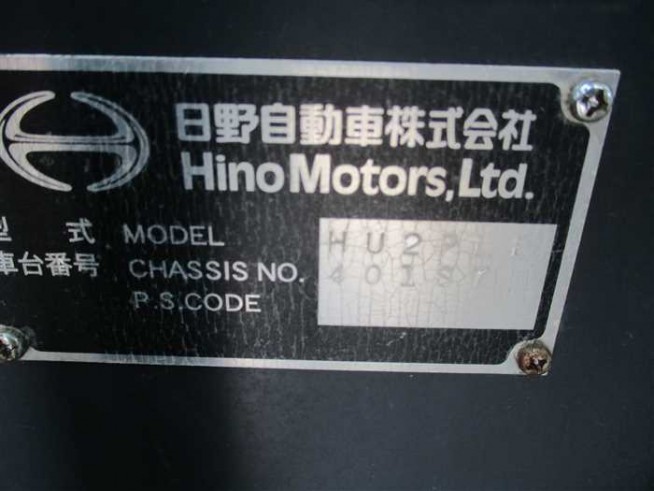 日野自動車株式会社
Hino Motors, Ltd.
型式 MODEL
車台番号 CHASSIS NO.
P.S.CODE